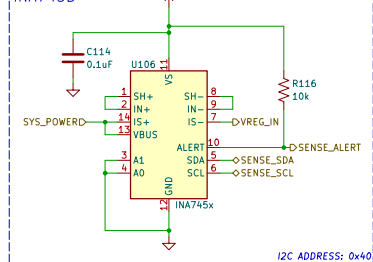 C114
0.1uF
U106
11
VS
R116
10k
1 SH+ SH- 8
2 IN+ IN- 9
SYS_POWER 14 IS+ IS- 7 VREG_IN
13 VBUS
ALERT 10 SENSE_ALERT
3 A1 SDA 5 SENSE_SDA
4 A0 SCL 6 SENSE_SCL
GND
12
INA745x
I2C ADDRESS: 0x40